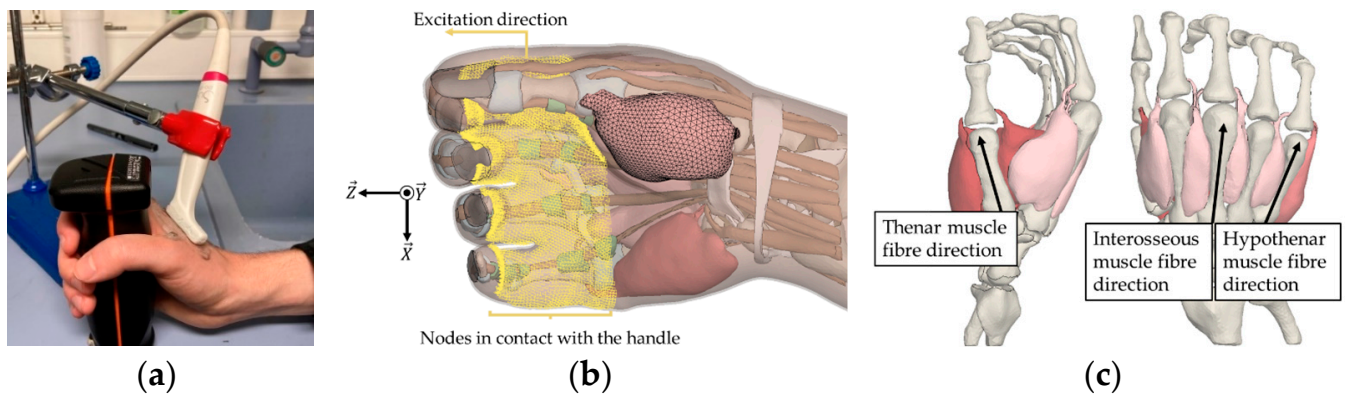 Excitation direction
Z
Y
X
Nodes in contact with the handle
Thenar muscle
fibre direction
Interosseous
muscle fibre
direction
Hypothenar
muscle fibre
direction
(a)
(b)
(c)